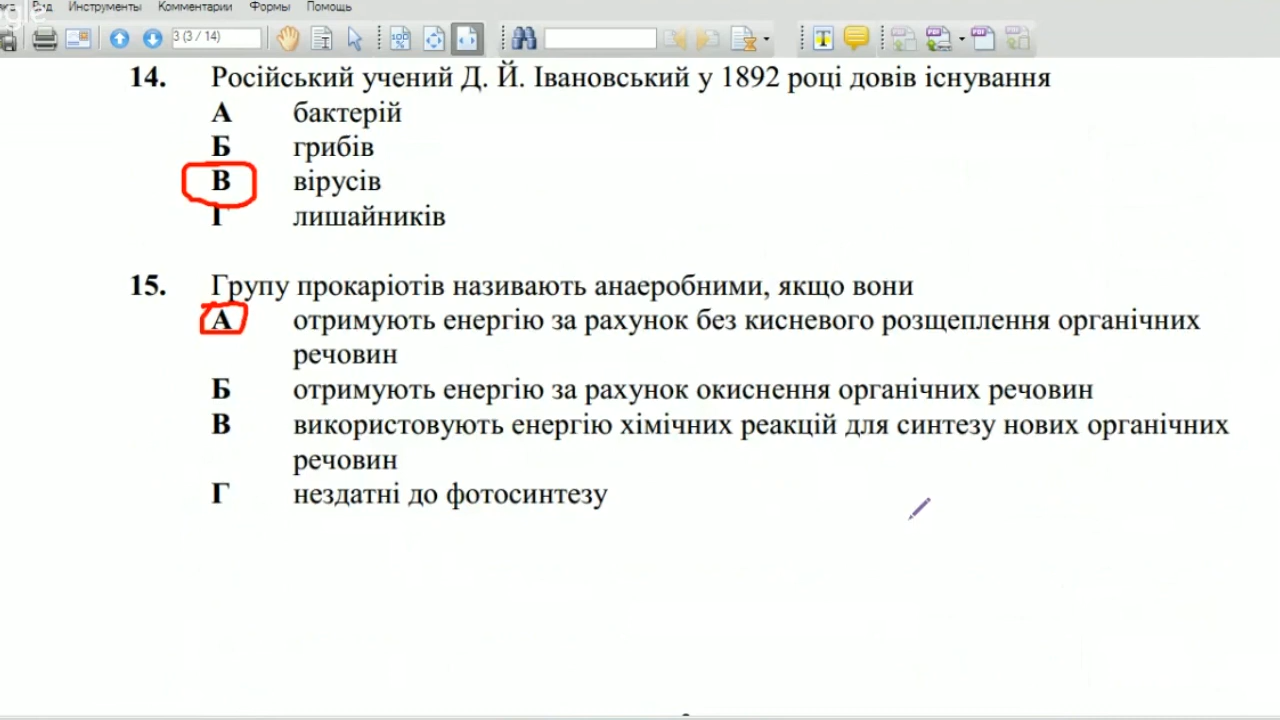 Вид Инструменты Комментарии Формы Помощь
3 (3 / 14)
14. Російський учений Д. Й. Івановський у 1892 році довів існування
А бактерій
Б грибів
В вірусів
Г лишайників
15. Групу прокаріотів називають анаеробними, якщо вони
А отримують енергію за рахунок без кисневого розщеплення органічних
речовин
Б отримують енергію за рахунок окиснення органічних речовин
В використовують енергію хімічних реакцій для синтезу нових органічних
речовин
Г нездатні до фотосинтезу